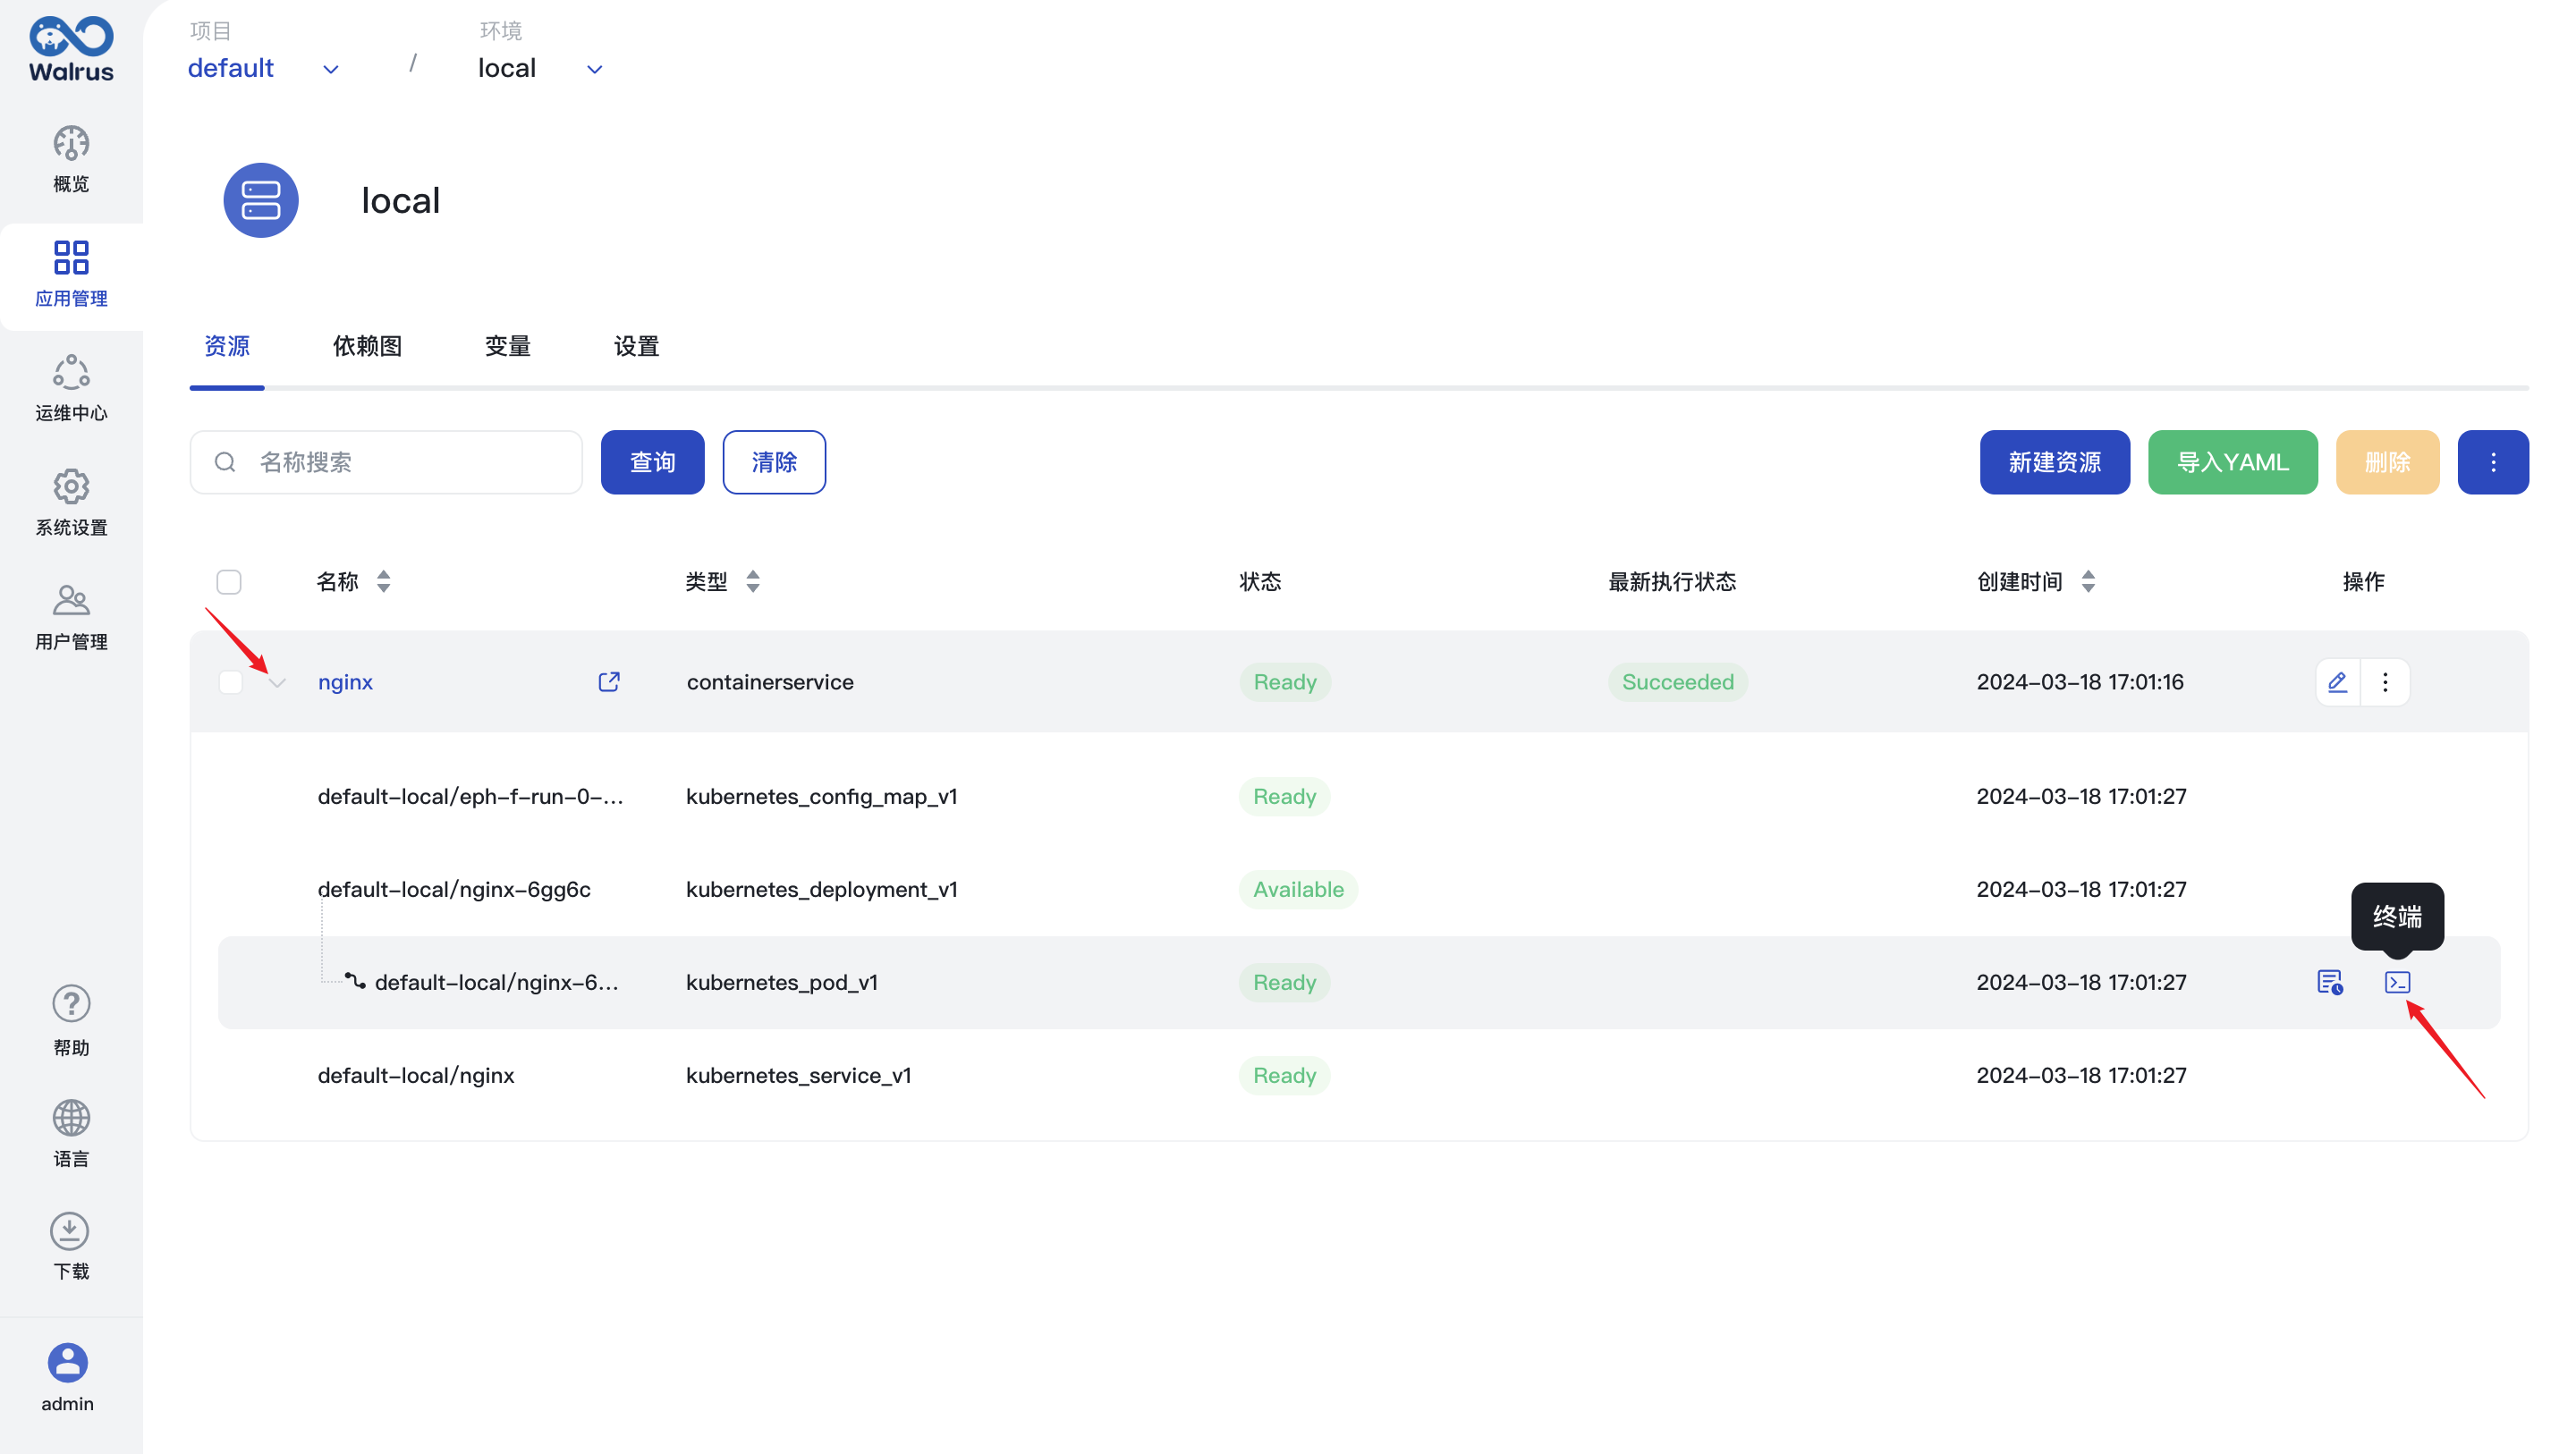 Walrus
概览
应用管理
运维中心
系统设置
用户管理
帮助
语言
下载
admin
项目
default
/
环境
local
local
资源 依赖图 变量 设置
名称搜索 查询 清除 新建资源 导入YAML 删除
名称 类型 状态 最新执行状态 创建时间 操作
nginx containerservice Ready Succeeded 2024-03-18 17:01:16
default-local/eph-f-run-0-... kubernetes_config_map_v1 Ready 2024-03-18 17:01:27
default-local/nginx-6gg6c kubernetes_deployment_v1 Available 2024-03-18 17:01:27
终端
default-local/nginx-6... kubernetes_pod_v1 Ready 2024-03-18 17:01:27
default-local/nginx kubernetes_service_v1 Ready 2024-03-18 17:01:27